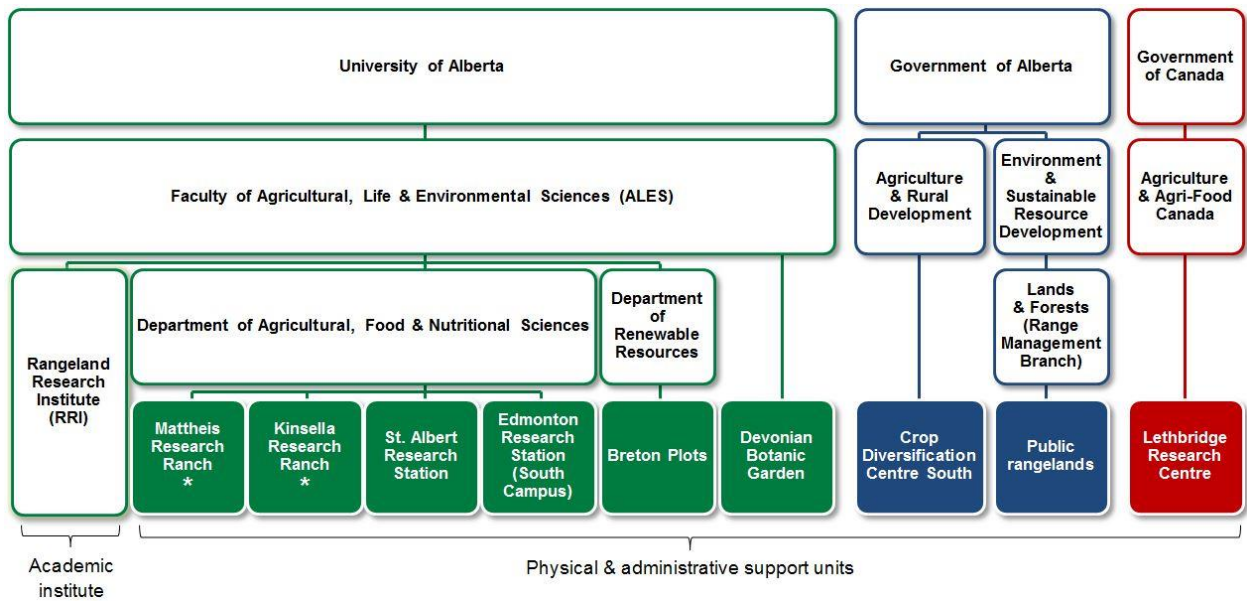 University of Alberta
Government of Alberta
Government
of Canada
Faculty of Agricultural, Life & Environmental Sciences (ALES)
Agriculture
& Rural
Development
Environment
&
Sustainable
Resource
Development
Agriculture
& Agri-Food
Canada
Rangeland
Research
Institute
(RRI)
Department of Agricultural, Food & Nutritional Sciences
Department
of
Renewable
Resources
Lands
& Forests
(Range
Management
Branch)
Mattheis
Research
Ranch
*
Kinsella
Research
Ranch
*
St. Albert
Research
Station
Edmonton
Research
Station
(South
Campus)
Breton Plots
Devonian
Botanic
Garden
Crop
Diversification
Centre South
Public
rangelands
Lethbridge
Research
Centre
Academic
institute
Physical & administrative support units